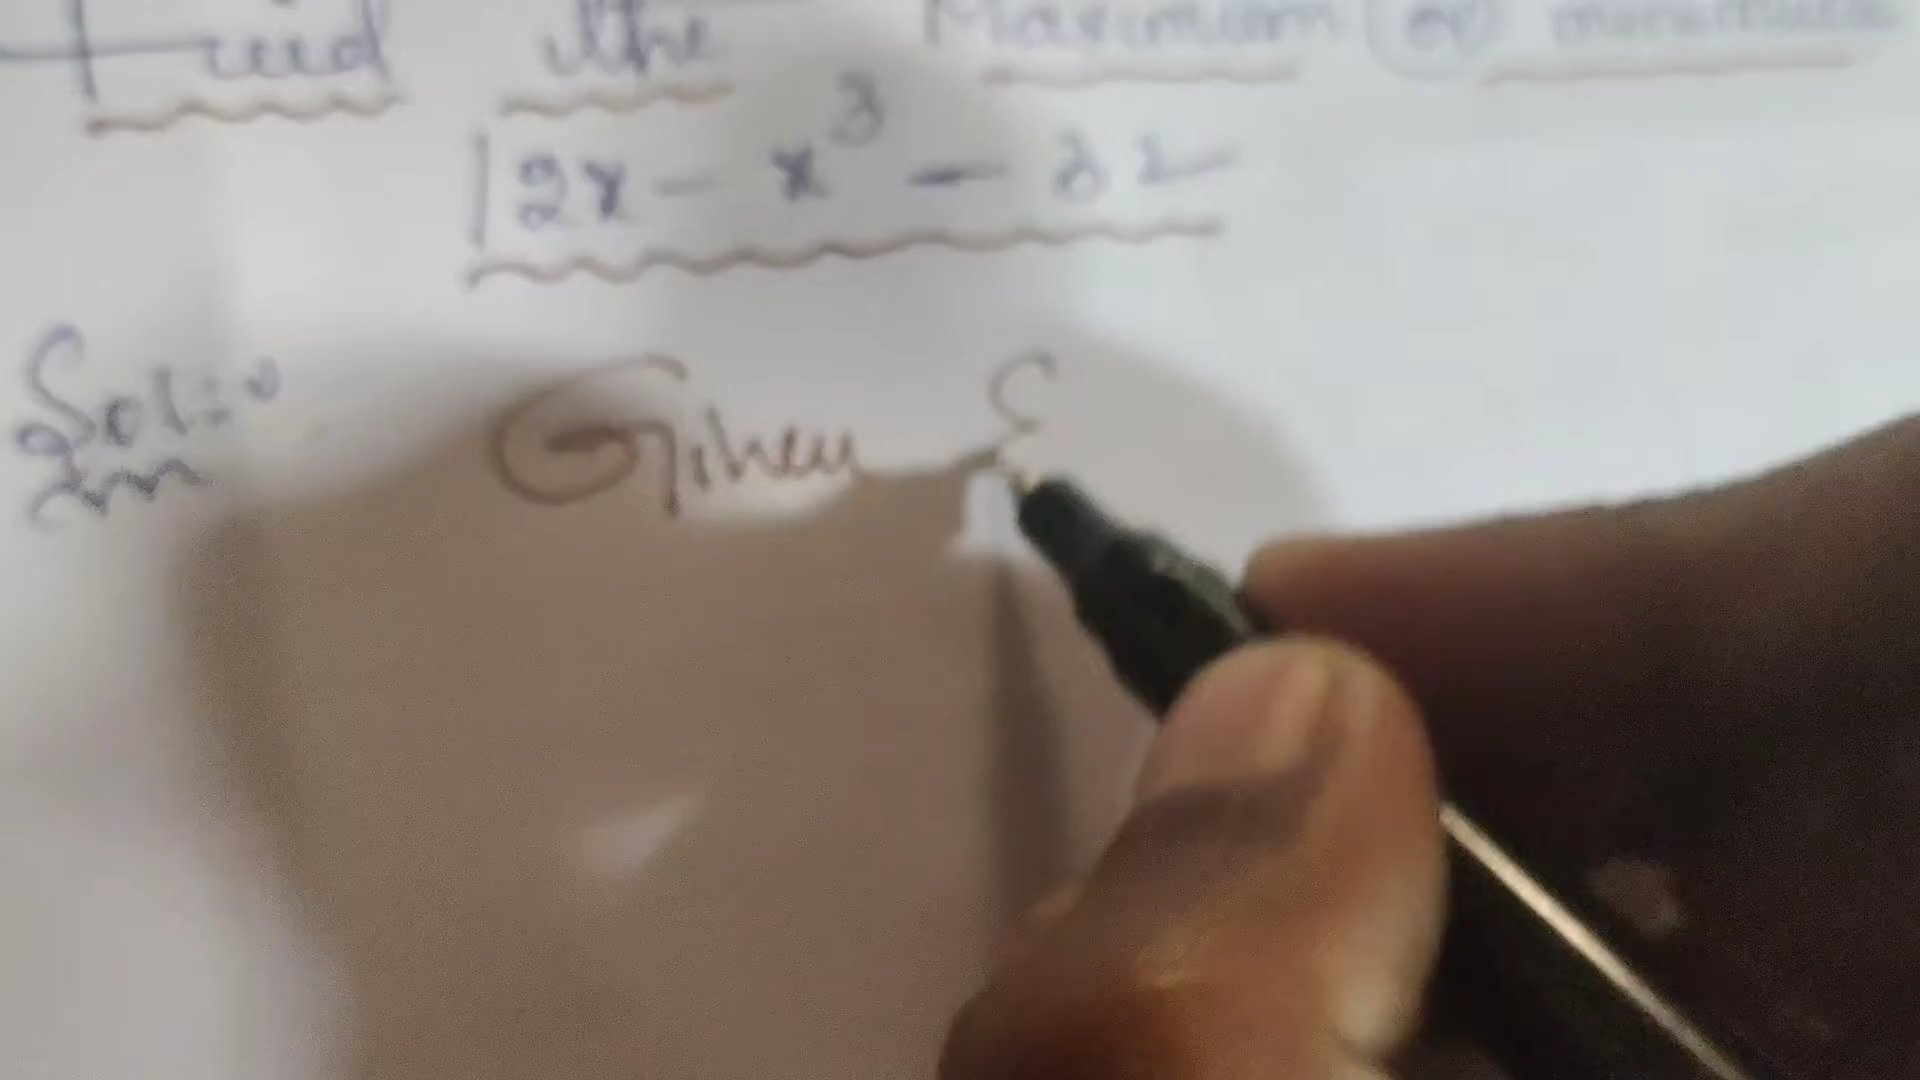 Find the Maximum (or) minimum
12x - x³ - 32
Sol:-
Given